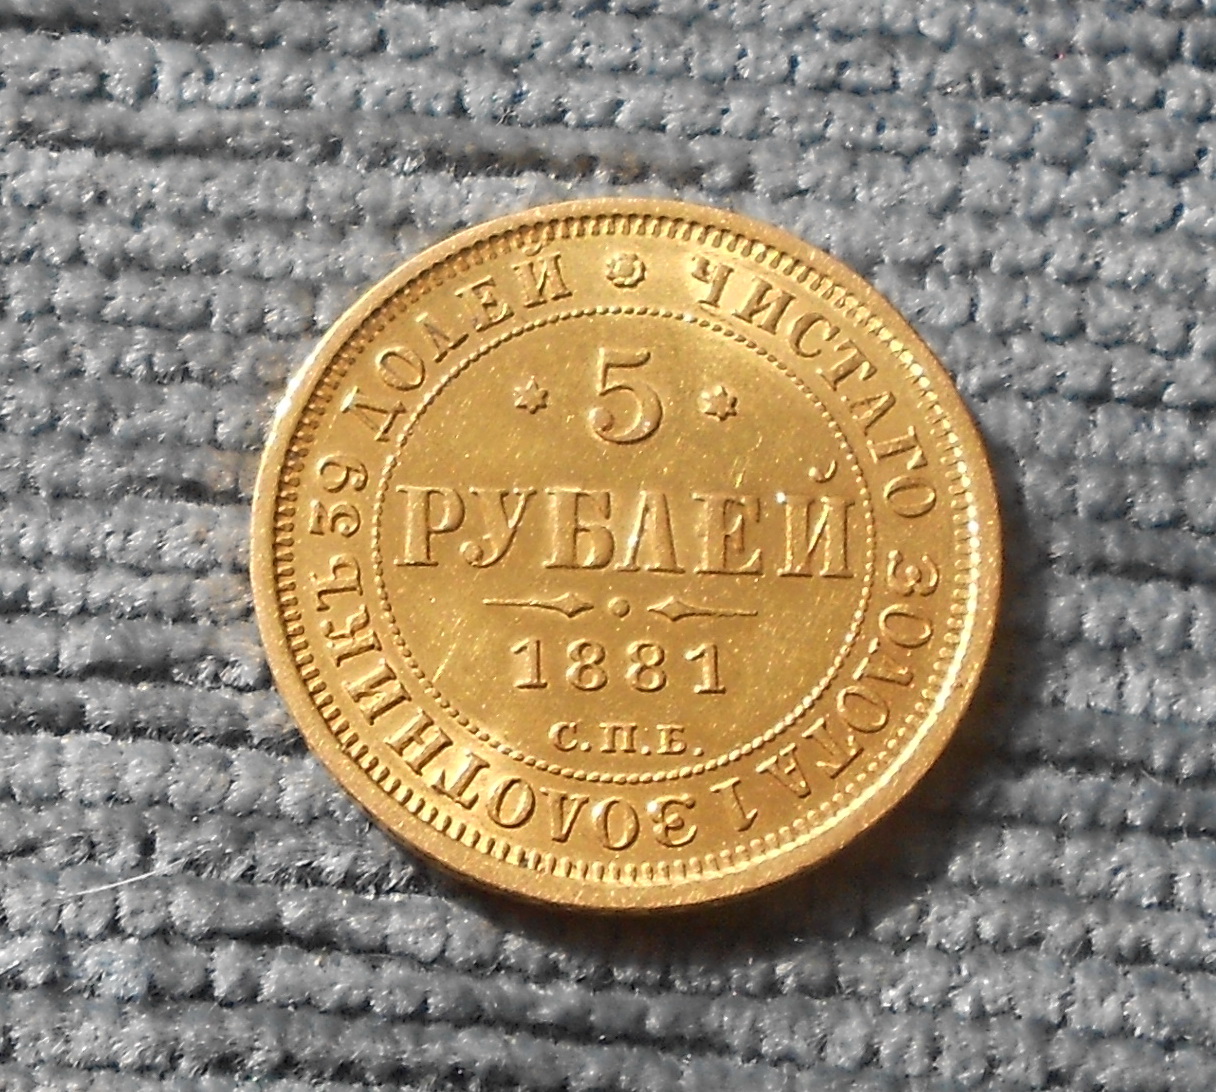 5
РУБЛЕЙ
1881
С.П.Б.
ЧИСТАГО ЗОЛОТА 1 ЗОЛОТНИКЪ 39 ДОЛЕЙ